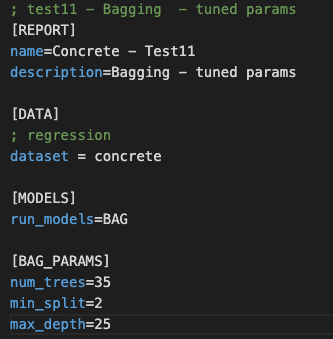 ; test11 - Bagging  - tuned params
[REPORT]
name=Concrete - Test11
description=Bagging  - tuned params
[DATA]
; regression
dataset = concrete
[MODELS]
run_models=BAG
[BAG_PARAMS]
num_trees=35
min_split=2
max_depth=25